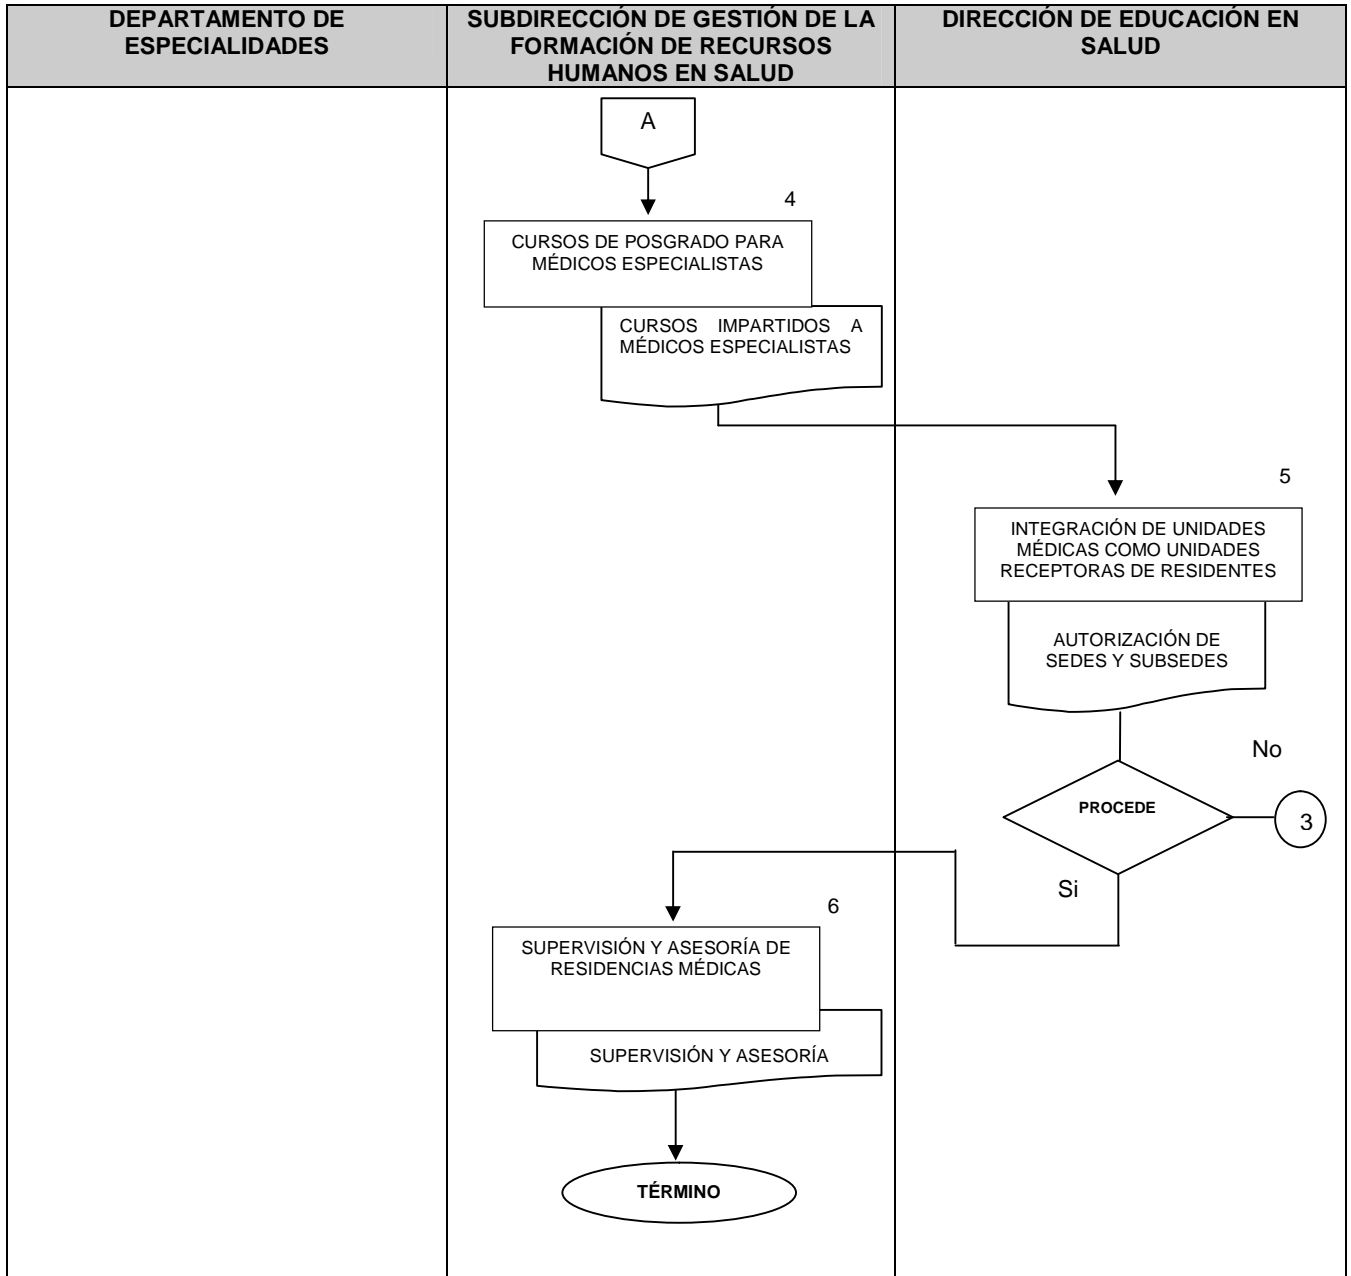 DEPARTAMENTO DE
ESPECIALIDADES
SUBDIRECCIÓN DE GESTIÓN DE LA
FORMACIÓN DE RECURSOS
HUMANOS EN SALUD
DIRECCIÓN DE EDUCACIÓN EN
SALUD
A
4
CURSOS DE POSGRADO PARA
MÉDICOS ESPECIALISTAS
CURSOS IMPARTIDOS A
MÉDICOS ESPECIALISTAS
5
INTEGRACIÓN DE UNIDADES
MÉDICAS COMO UNIDADES
RECEPTORAS DE RESIDENTES
AUTORIZACIÓN DE
SEDES Y SUBSEDES
No
PROCEDE
3
Si
6
SUPERVISIÓN Y ASESORÍA DE
RESIDENCIAS MÉDICAS
SUPERVISIÓN Y ASESORÍA
TÉRMINO